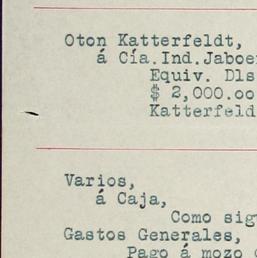 Oton Katterfeldt,
á Cía.Ind.Jaboe
Equiv. Dls
$ 2,000.oo
Katterfeld
Varios,
á Caja,
Como sig
Gastos Generales,
Pago á mozo